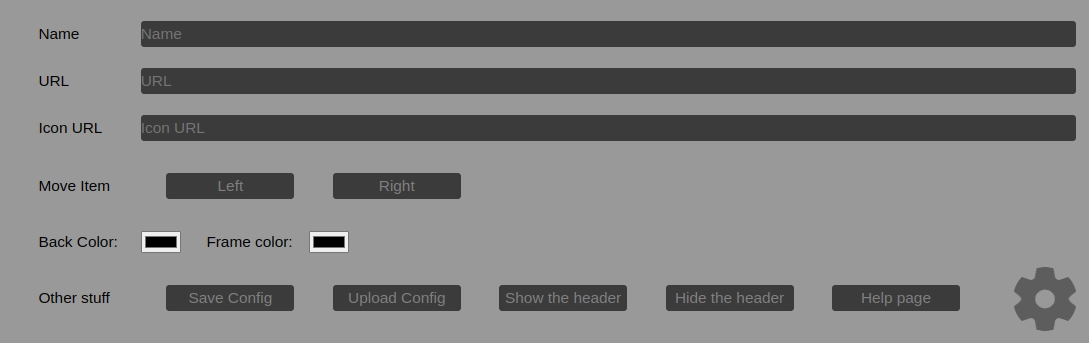 Name Name
URL URL
Icon URL Icon URL
Move Item Left Right
Back Color: Frame color:
Other stuff Save Config Upload Config Show the header Hide the header Help page